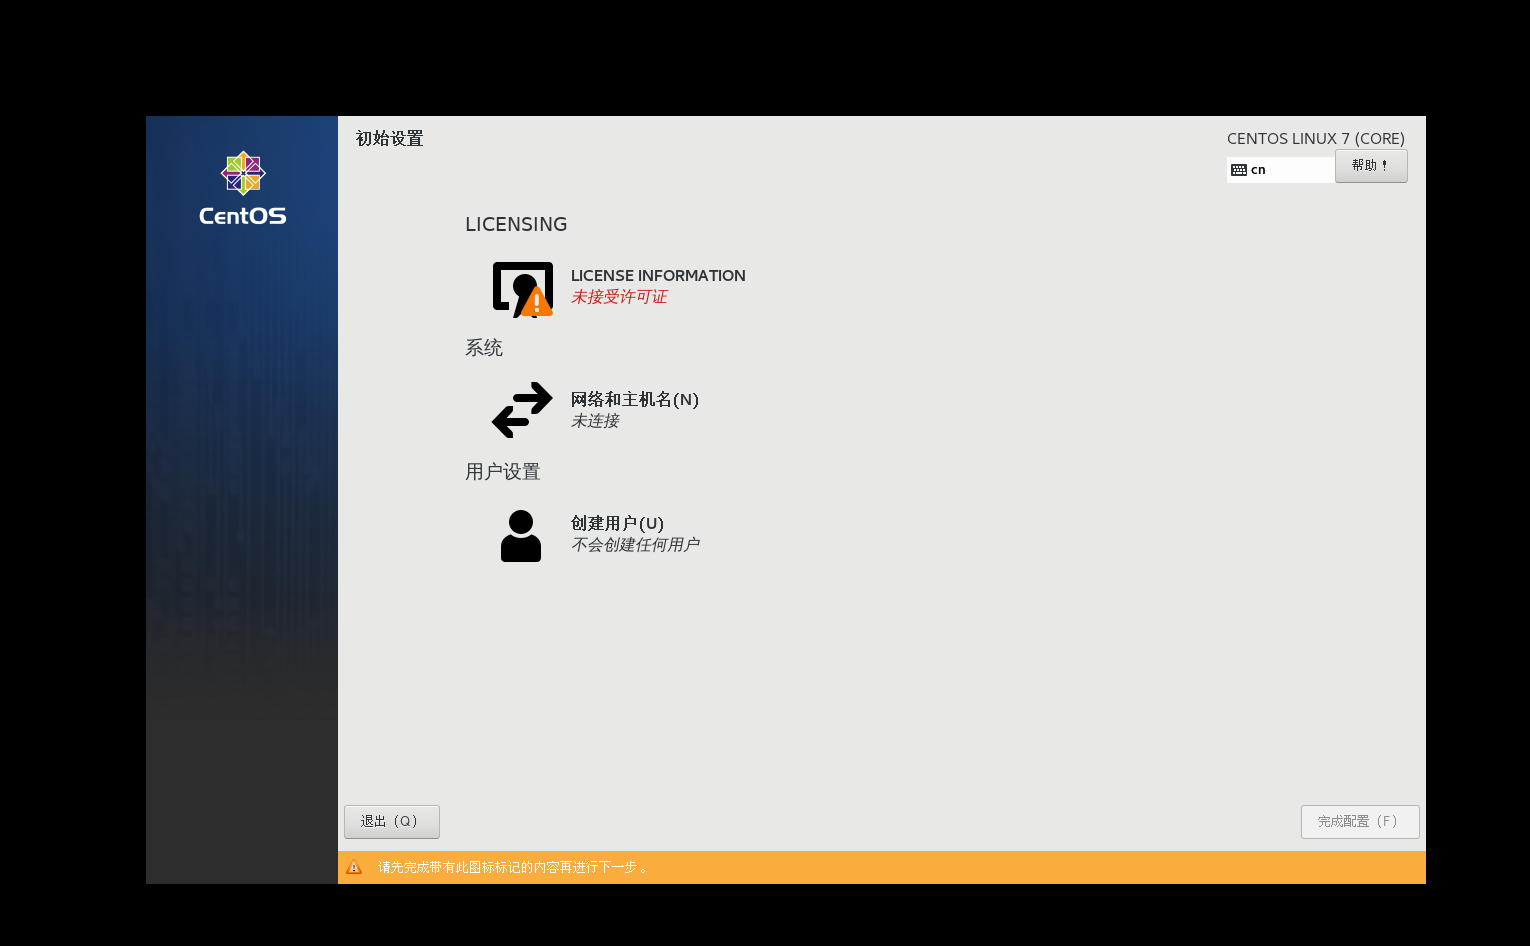 CentOS
初始设置
CENTOS LINUX 7 (CORE)
cn
帮助！
LICENSING
LICENSE INFORMATION
未接受许可证
系统
网络和主机名(N)
未连接
用户设置
创建用户(U)
不会创建任何用户
退出（Q）
完成配置（F）
请先完成带有此图标标记的内容再进行下一步。